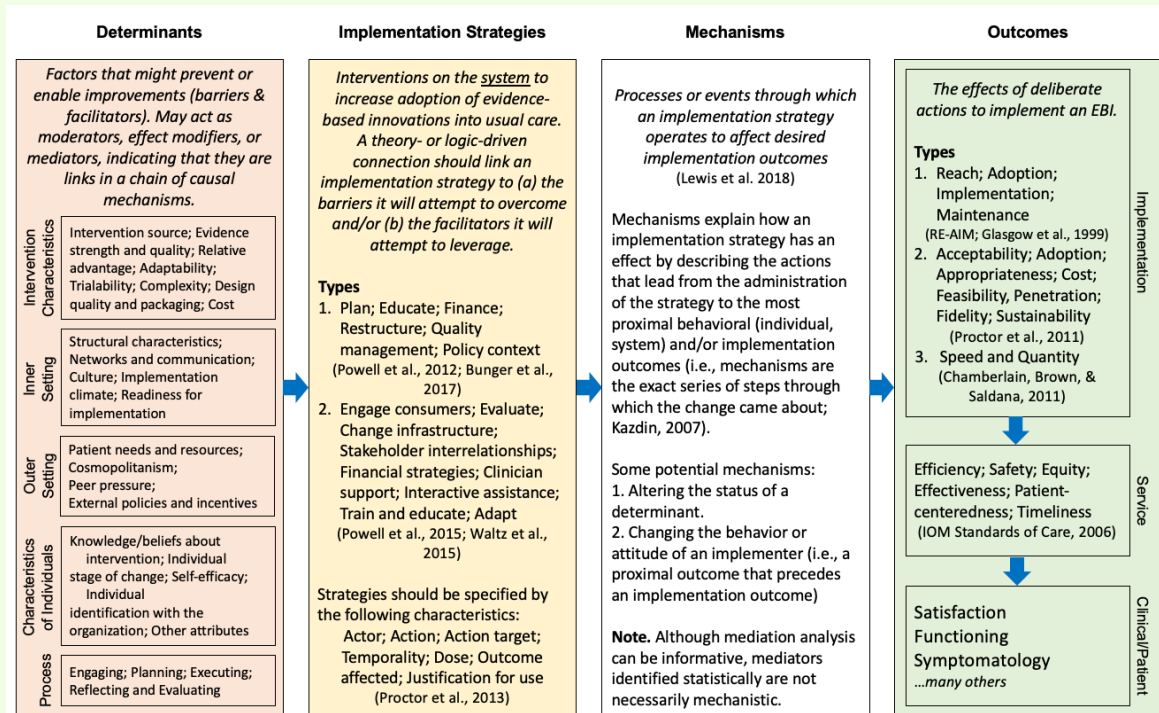 Determinants
Implementation Strategies
Mechanisms
Outcomes
Factors that might prevent or
enable improvements (barriers &
facilitators). May act as
moderators, effect modifiers, or
mediators, indicating that they are
links in a chain of causal
mechanisms.
Intervention
Characteristics
Intervention source; Evidence
strength and quality; Relative
advantage; Adaptability;
Trialability; Complexity; Design
quality and packaging; Cost
Inner
Setting
Structural characteristics;
Networks and communication;
Culture; Implementation
climate; Readiness for
implementation
Outer
Setting
Patient needs and resources;
Cosmopolitanism;
Peer pressure;
External policies and incentives
Characteristics
of Individuals
Knowledge/beliefs about
intervention; Individual
stage of change; Self-efficacy;
Individual
identification with the
organization; Other attributes
Process
Engaging; Planning; Executing;
Reflecting and Evaluating
Interventions on the system to
increase adoption of evidence-
based innovations into usual care.
A theory- or logic-driven
connection should link an
implementation strategy to (a) the
barriers it will attempt to overcome
and/or (b) the facilitators it will
attempt to leverage.
Types
1. Plan; Educate; Finance;
Restructure; Quality
management; Policy context
(Powell et al., 2012; Bunger et al.,
2017)
2. Engage consumers; Evaluate;
Change infrastructure;
Stakeholder interrelationships;
Financial strategies; Clinician
support; Interactive assistance;
Train and educate; Adapt
(Powell et al., 2015; Waltz et al.,
2015)
Strategies should be specified by
the following characteristics:
Actor; Action; Action target;
Temporality; Dose; Outcome
affected; Justification for use
(Proctor et al., 2013)
Processes or events through which
an implementation strategy
operates to affect desired
implementation outcomes
(Lewis et al. 2018)
Mechanisms explain how an
implementation strategy has an
effect by describing the actions
that lead from the administration
of the strategy to the most
proximal behavioral (individual,
system) and/or implementation
outcomes (i.e., mechanisms are
the exact series of steps through
which the change came about;
Kazdin, 2007).
Some potential mechanisms:
1. Altering the status of a
determinant.
2. Changing the behavior or
attitude of an implementer (i.e., a
proximal outcome that precedes
an implementation outcome)
Note. Although mediation analysis
can be informative, mediators
identified statistically are not
necessarily mechanistic.
The effects of deliberate
actions to implement an EBI.
Types
1. Reach; Adoption;
Implementation;
Maintenance
(RE-AIM; Glasgow et al., 1999)
2. Acceptability; Adoption;
Appropriateness; Cost;
Feasibility, Penetration;
Fidelity; Sustainability
(Proctor et al., 2011)
3. Speed and Quantity
(Chamberlain, Brown, &
Saldana, 2011)
Implementation
Efficiency; Safety; Equity;
Effectiveness; Patient-
centeredness; Timeliness
(IOM Standards of Care, 2006)
Service
Satisfaction
Functioning
Symptomatology
...many others
Clinical/Patient